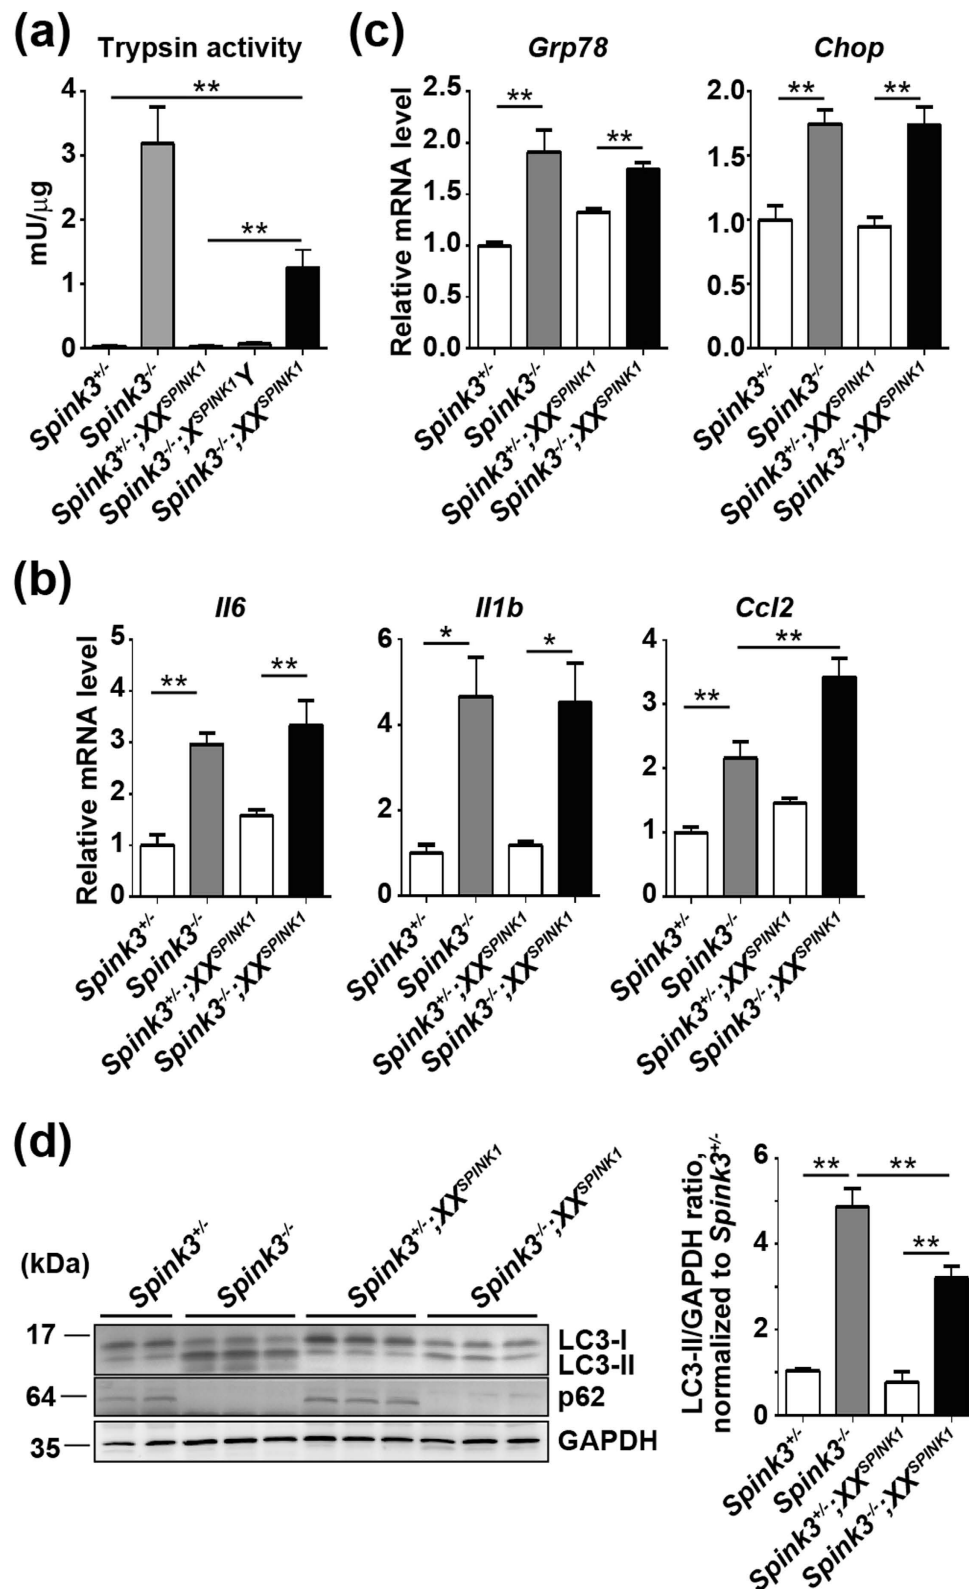 (a)
Trypsin activity
**
4
3
2
1
0
mU/µg
**
Spink3+/-
Spink3-/-
Spink3+/-;XXSPINK1
Spink3-/-;XSPINK1Y
Spink3-/-;XXSPINK1
(c)
Grp78
Relative mRNA level
2.5
2.0
1.5
1.0
0.5
0.0
**
**
Spink3+/-
Spink3-/-
Spink3+/-;XXSPINK1
Spink3-/-;XXSPINK1
Chop
2.0
1.5
1.0
0.5
0.0
**
**
Spink3+/-
Spink3-/-
Spink3+/-;XXSPINK1
Spink3-/-;XXSPINK1
(b)
Il6
Relative mRNA level
5
4
3
2
1
0
**
**
Spink3+/-
Spink3-/-
Spink3+/-;XXSPINK1
Spink3-/-;XXSPINK1
Il1b
6
4
2
0
*
*
Spink3+/-
Spink3-/-
Spink3+/-;XXSPINK1
Spink3-/-;XXSPINK1
Ccl2
4
3
2
1
0
**
**
Spink3+/-
Spink3-/-
Spink3+/-;XXSPINK1
Spink3-/-;XXSPINK1
(d)
(kDa)
Spink3+/-
Spink3-/-
Spink3+/-;XXSPINK1
Spink3-/-;XXSPINK1
17
LC3-I
LC3-II
64
p62
35
GAPDH
LC3-II/GAPDH ratio,
normalized to Spink3+/-
6
4
2
0
**
**
**
Spink3+/-
Spink3-/-
Spink3+/-;XXSPINK1
Spink3-/-;XXSPINK1